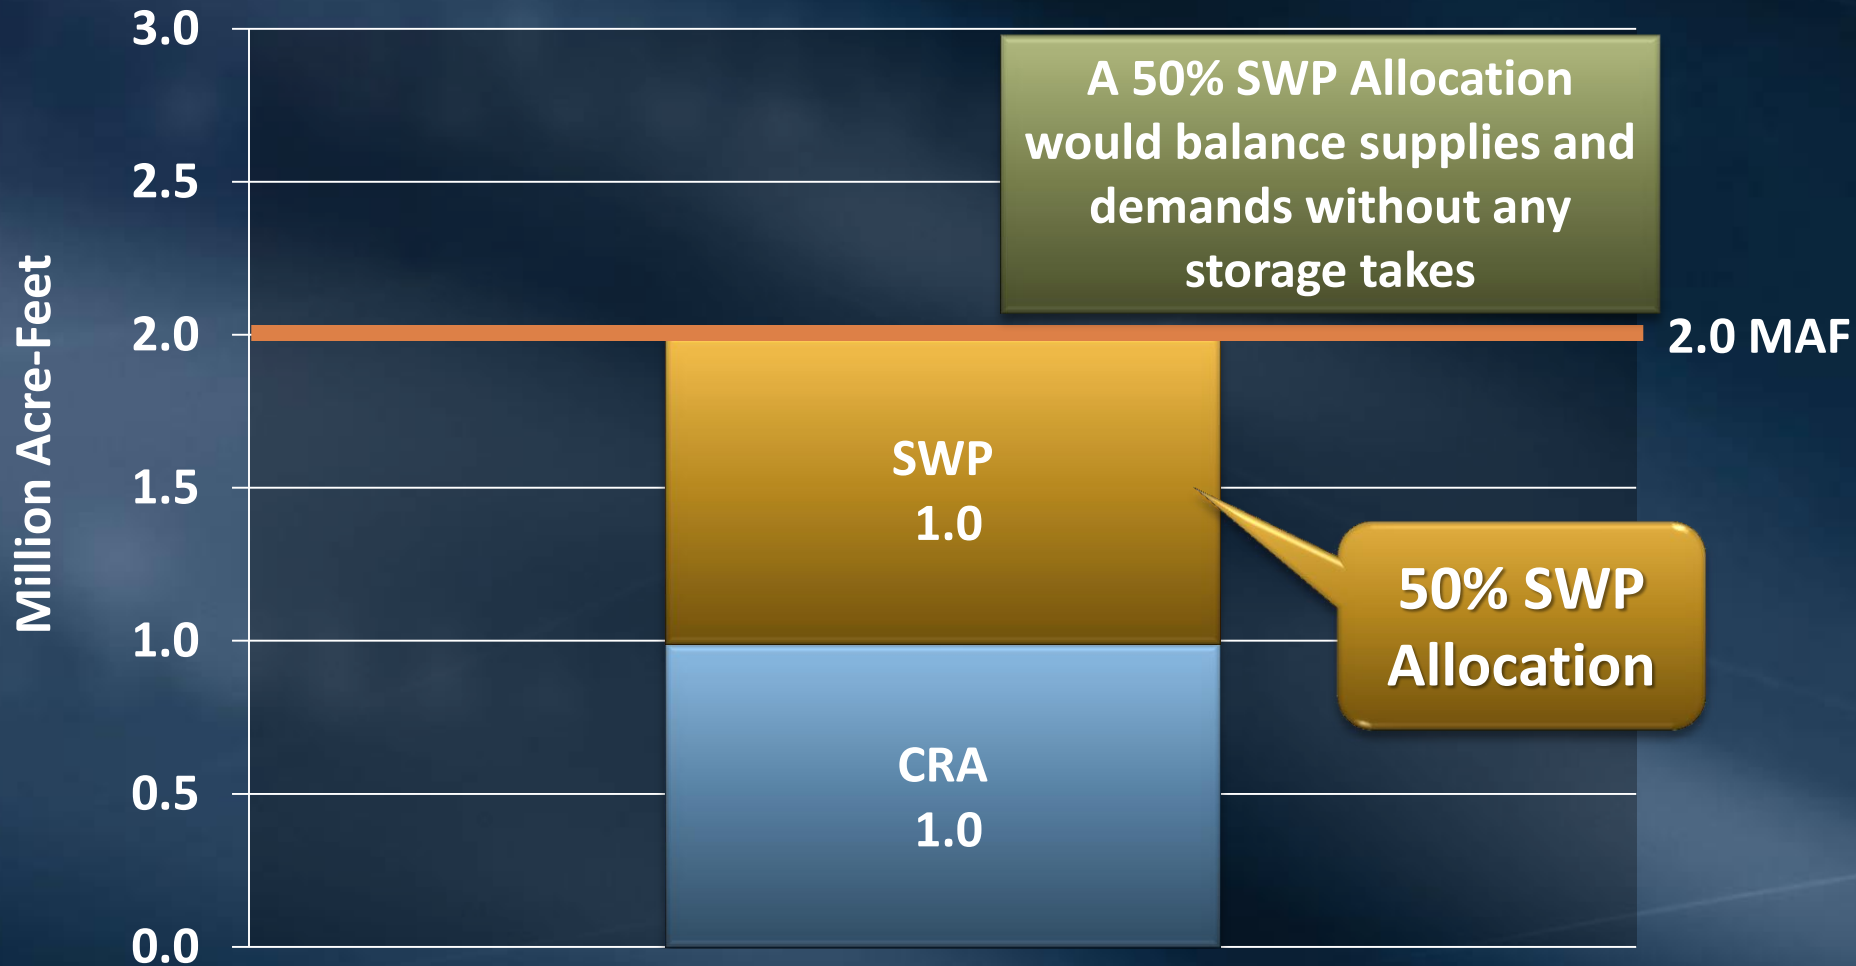 Million Acre-Feet
3.0
2.5
2.0
1.5
1.0
0.5
0.0
A 50% SWP Allocation
would balance supplies and
demands without any
storage takes
2.0 MAF
SWP
1.0
50% SWP
Allocation
CRA
1.0